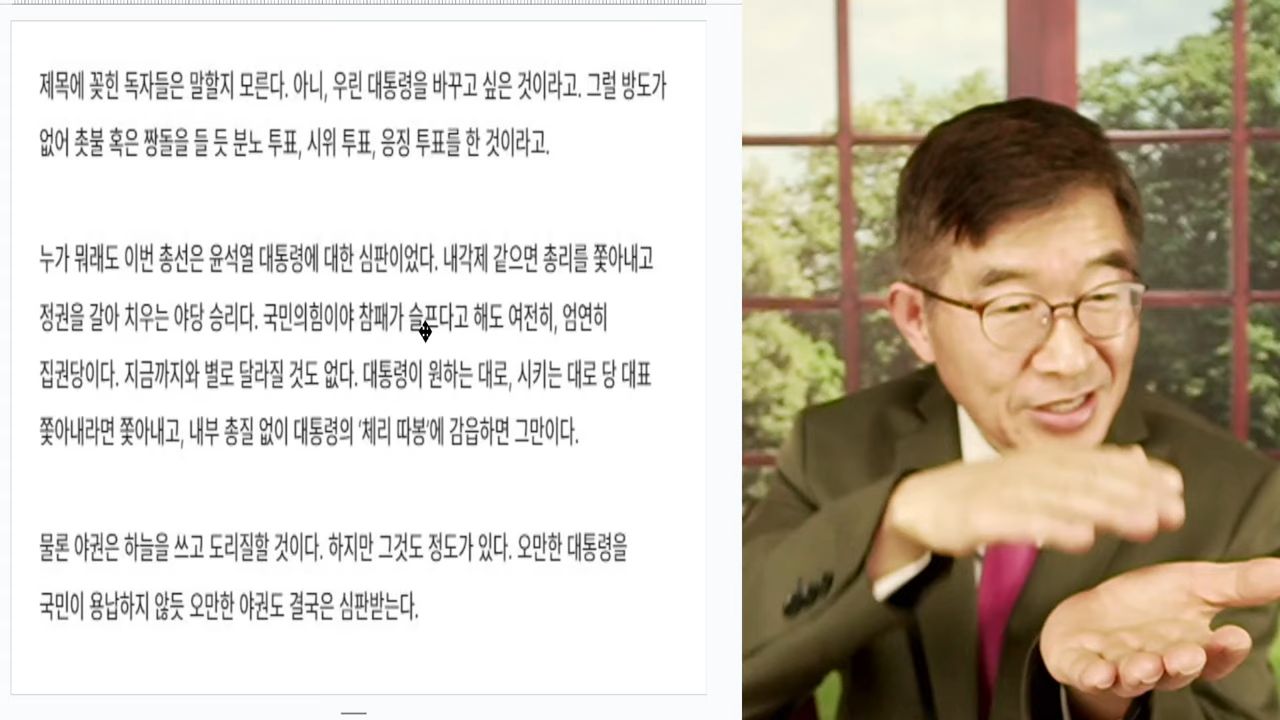 제목에 꽂힌 독자들은 말할지 모른다. 아니, 우린 대통령을 바꾸고 싶은 것이라고. 그럴 방도가
없어 촛불 혹은 짱돌을 들 듯 분노 투표, 시위 투표, 응징 투표를 한 것이라고.
누가 뭐래도 이번 총선은 윤석열 대통령에 대한 심판이었다. 내각제 같으면 총리를 쫓아내고
정권을 갈아 치우는 야당 승리다. 국민의힘이야 참패가 슬프다고 해도 여전히, 엄연히
집권당이다. 지금까지와 별로 달라질 것도 없다. 대통령이 원하는 대로, 시키는 대로 당 대표
쫓아내라면 쫓아내고, 내부 총질 없이 대통령의 ‘체리 따봉’에 감읍하면 그만이다.
물론 야권은 하늘을 쓰고 도리질할 것이다. 하지만 그것도 정도가 있다. 오만한 대통령을
국민이 용납하지 않듯 오만한 야권도 결국은 심판받는다.